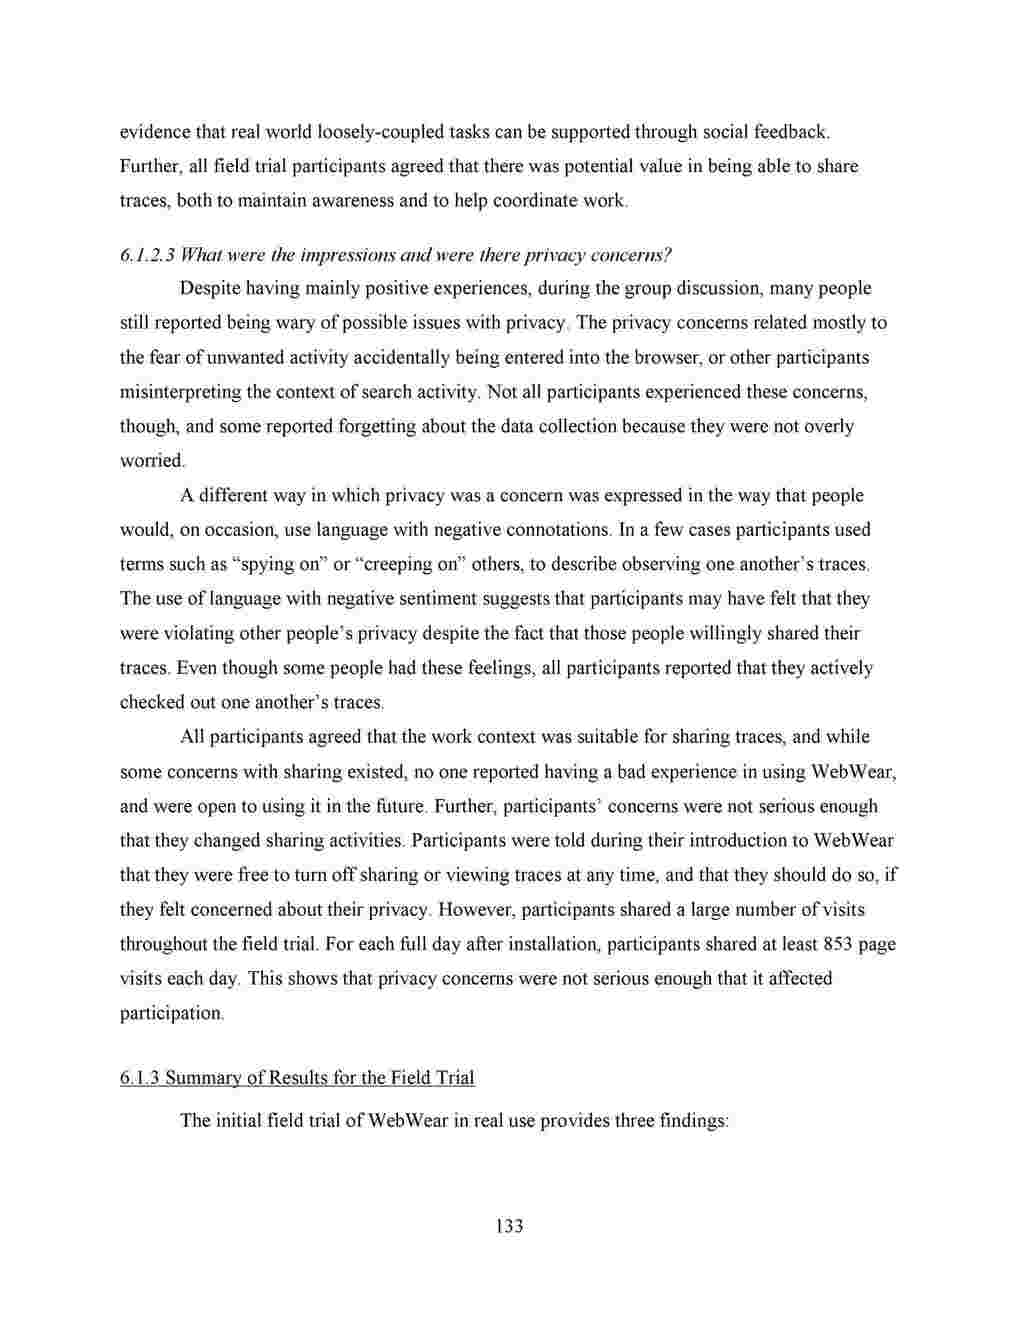 evidence that real world loosely-coupled tasks can be supported through social feedback.
Further, all field trial participants agreed that there was potential value in being able to share
traces, both to maintain awareness and to help coordinate work.
6.1.2.3 What were the impressions and were there privacy concerns?
Despite having mainly positive experiences, during the group discussion, many people
still reported being wary of possible issues with privacy. The privacy concerns related mostly to
the fear of unwanted activity accidentally being entered into the browser, or other participants
misinterpreting the context of search activity. Not all participants experienced these concerns,
though, and some reported forgetting about the data collection because they were not overly
worried.
A different way in which privacy was a concern was expressed in the way that people
would, on occasion, use language with negative connotations. In a few cases participants used
terms such as “spying on” or “creeping on” others, to describe observing one another’s traces.
The use of language with negative sentiment suggests that participants may have felt that they
were violating other people’s privacy despite the fact that those people willingly shared their
traces. Even though some people had these feelings, all participants reported that they actively
checked out one another’s traces.
All participants agreed that the work context was suitable for sharing traces, and while
some concerns with sharing existed, no one reported having a bad experience in using WebWear,
and were open to using it in the future. Further, participants’ concerns were not serious enough
that they changed sharing activities. Participants were told during their introduction to WebWear
that they were free to turn off sharing or viewing traces at any time, and that they should do so, if
they felt concerned about their privacy. However, participants shared a large number of visits
throughout the field trial. For each full day after installation, participants shared at least 853 page
visits each day. This shows that privacy concerns were not serious enough that it affected
participation.
6.1.3 Summary of Results for the Field Trial
The initial field trial of WebWear in real use provides three findings:
133